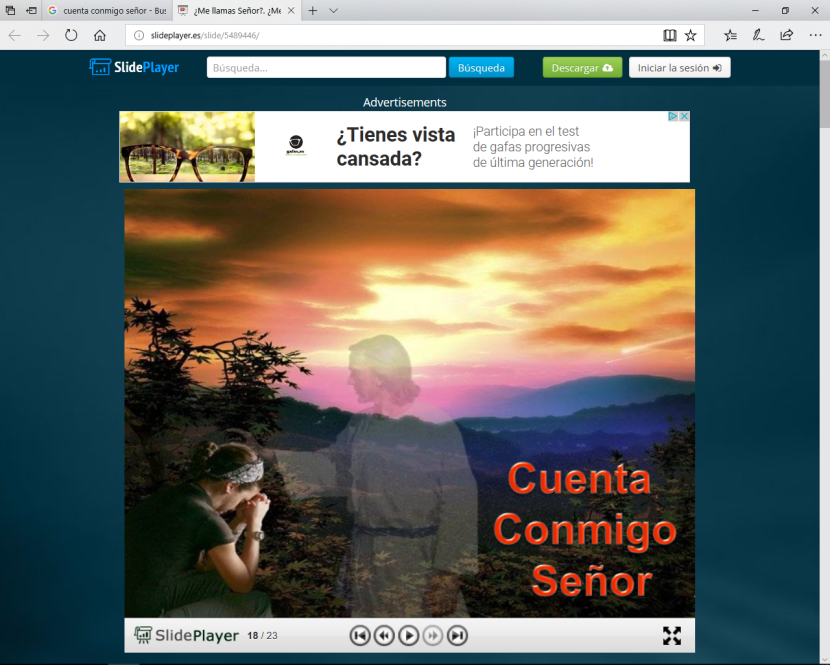 cuenta conmigo señor - Bus
¿Me llamas Señor?. ¿Me
slideplayer.es/slide/5489446/
SlidePlayer
Búsqueda...
Búsqueda
Descargar
Iniciar la sesión
Advertisements
¿Tienes vista
cansada?
¡Participa en el test
de gafas progresivas
de última generación!
Cuenta
Conmigo
Señor
SlidePlayer 18 / 23